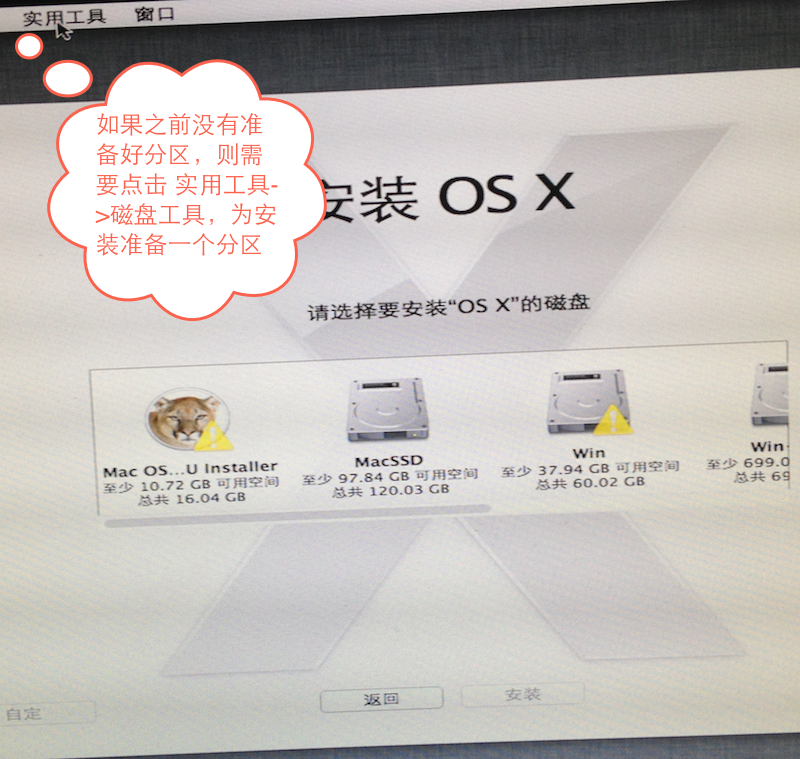 实用工具 窗口
如果之前没有准
备好分区，则需
要点击 实用工具-
>磁盘工具，为安
装准备一个分区
安装 OS X
请选择要安装“OS X”的磁盘
Mac OS...U Installer
至少 10.72 GB 可用空间
总共 16.04 GB
MacSSD
至少 97.84 GB 可用空间
总共 120.03 GB
Win
至少 37.94 GB 可用空间
总共 60.02 GB
Win
至少 699.0
总共 69
自定
返回
安装